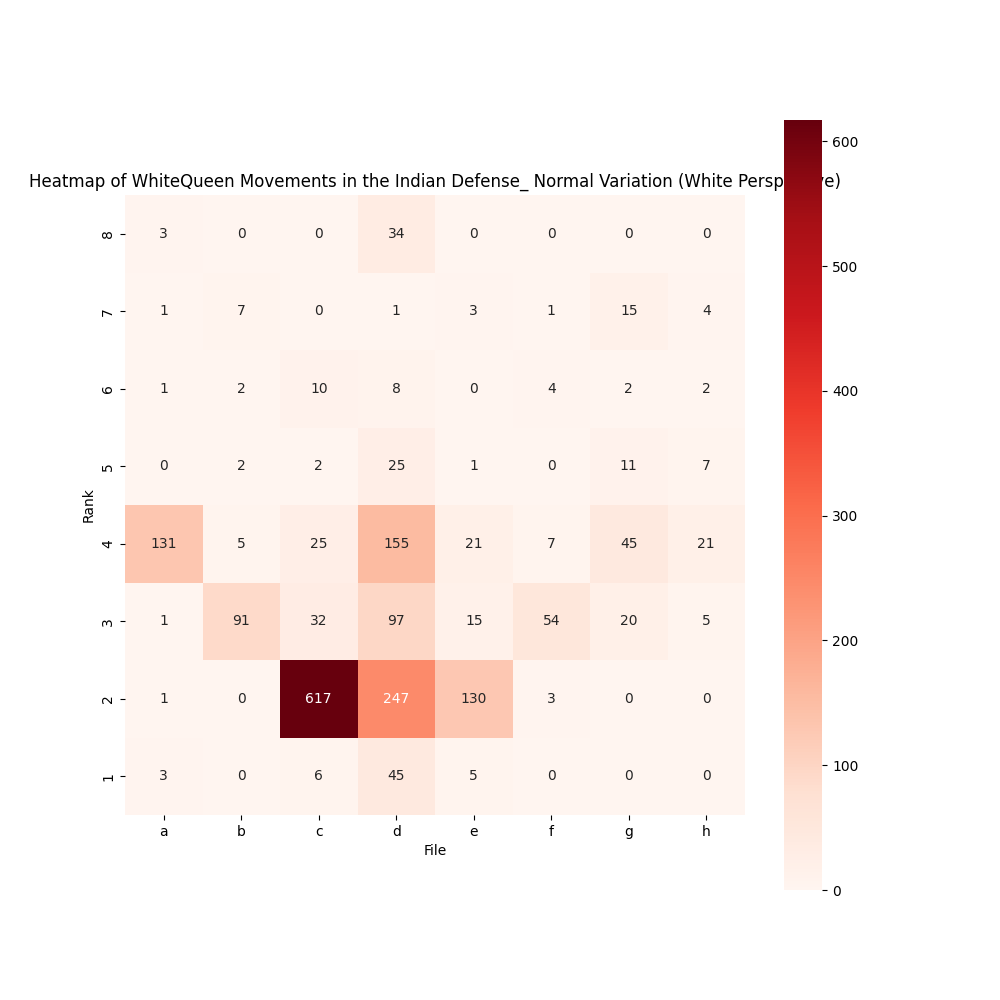 Heatmap of WhiteQueen Movements in the Indian Defense_ Normal Variation (White Persp ve)
8 3 0 0 34 0 0 0 0
7 1 7 0 1 3 1 15 4
6 1 2 10 8 0 4 2 2
5 0 2 2 25 1 0 11 7
4 131 5 25 155 21 7 45 21
3 1 91 32 97 15 54 20 5
2 1 0 617 247 130 3 0 0
1 3 0 6 45 5 0 0 0
a b c d e f g h
File
Rank
600
500
400
300
200
100
0